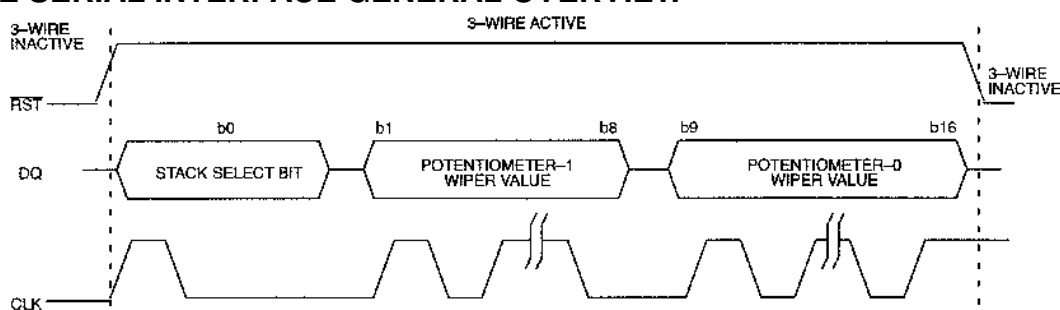 3–WIRE ACTIVE
3–WIRE
INACTIVE
3–WIRE
INACTIVE
RST
b0
b1
b8
b9
b16
DQ
STACK SELECT BIT
POTENTIOMETER–1
WIPER VALUE
POTENTIOMETER–0
WIPER VALUE
CLK